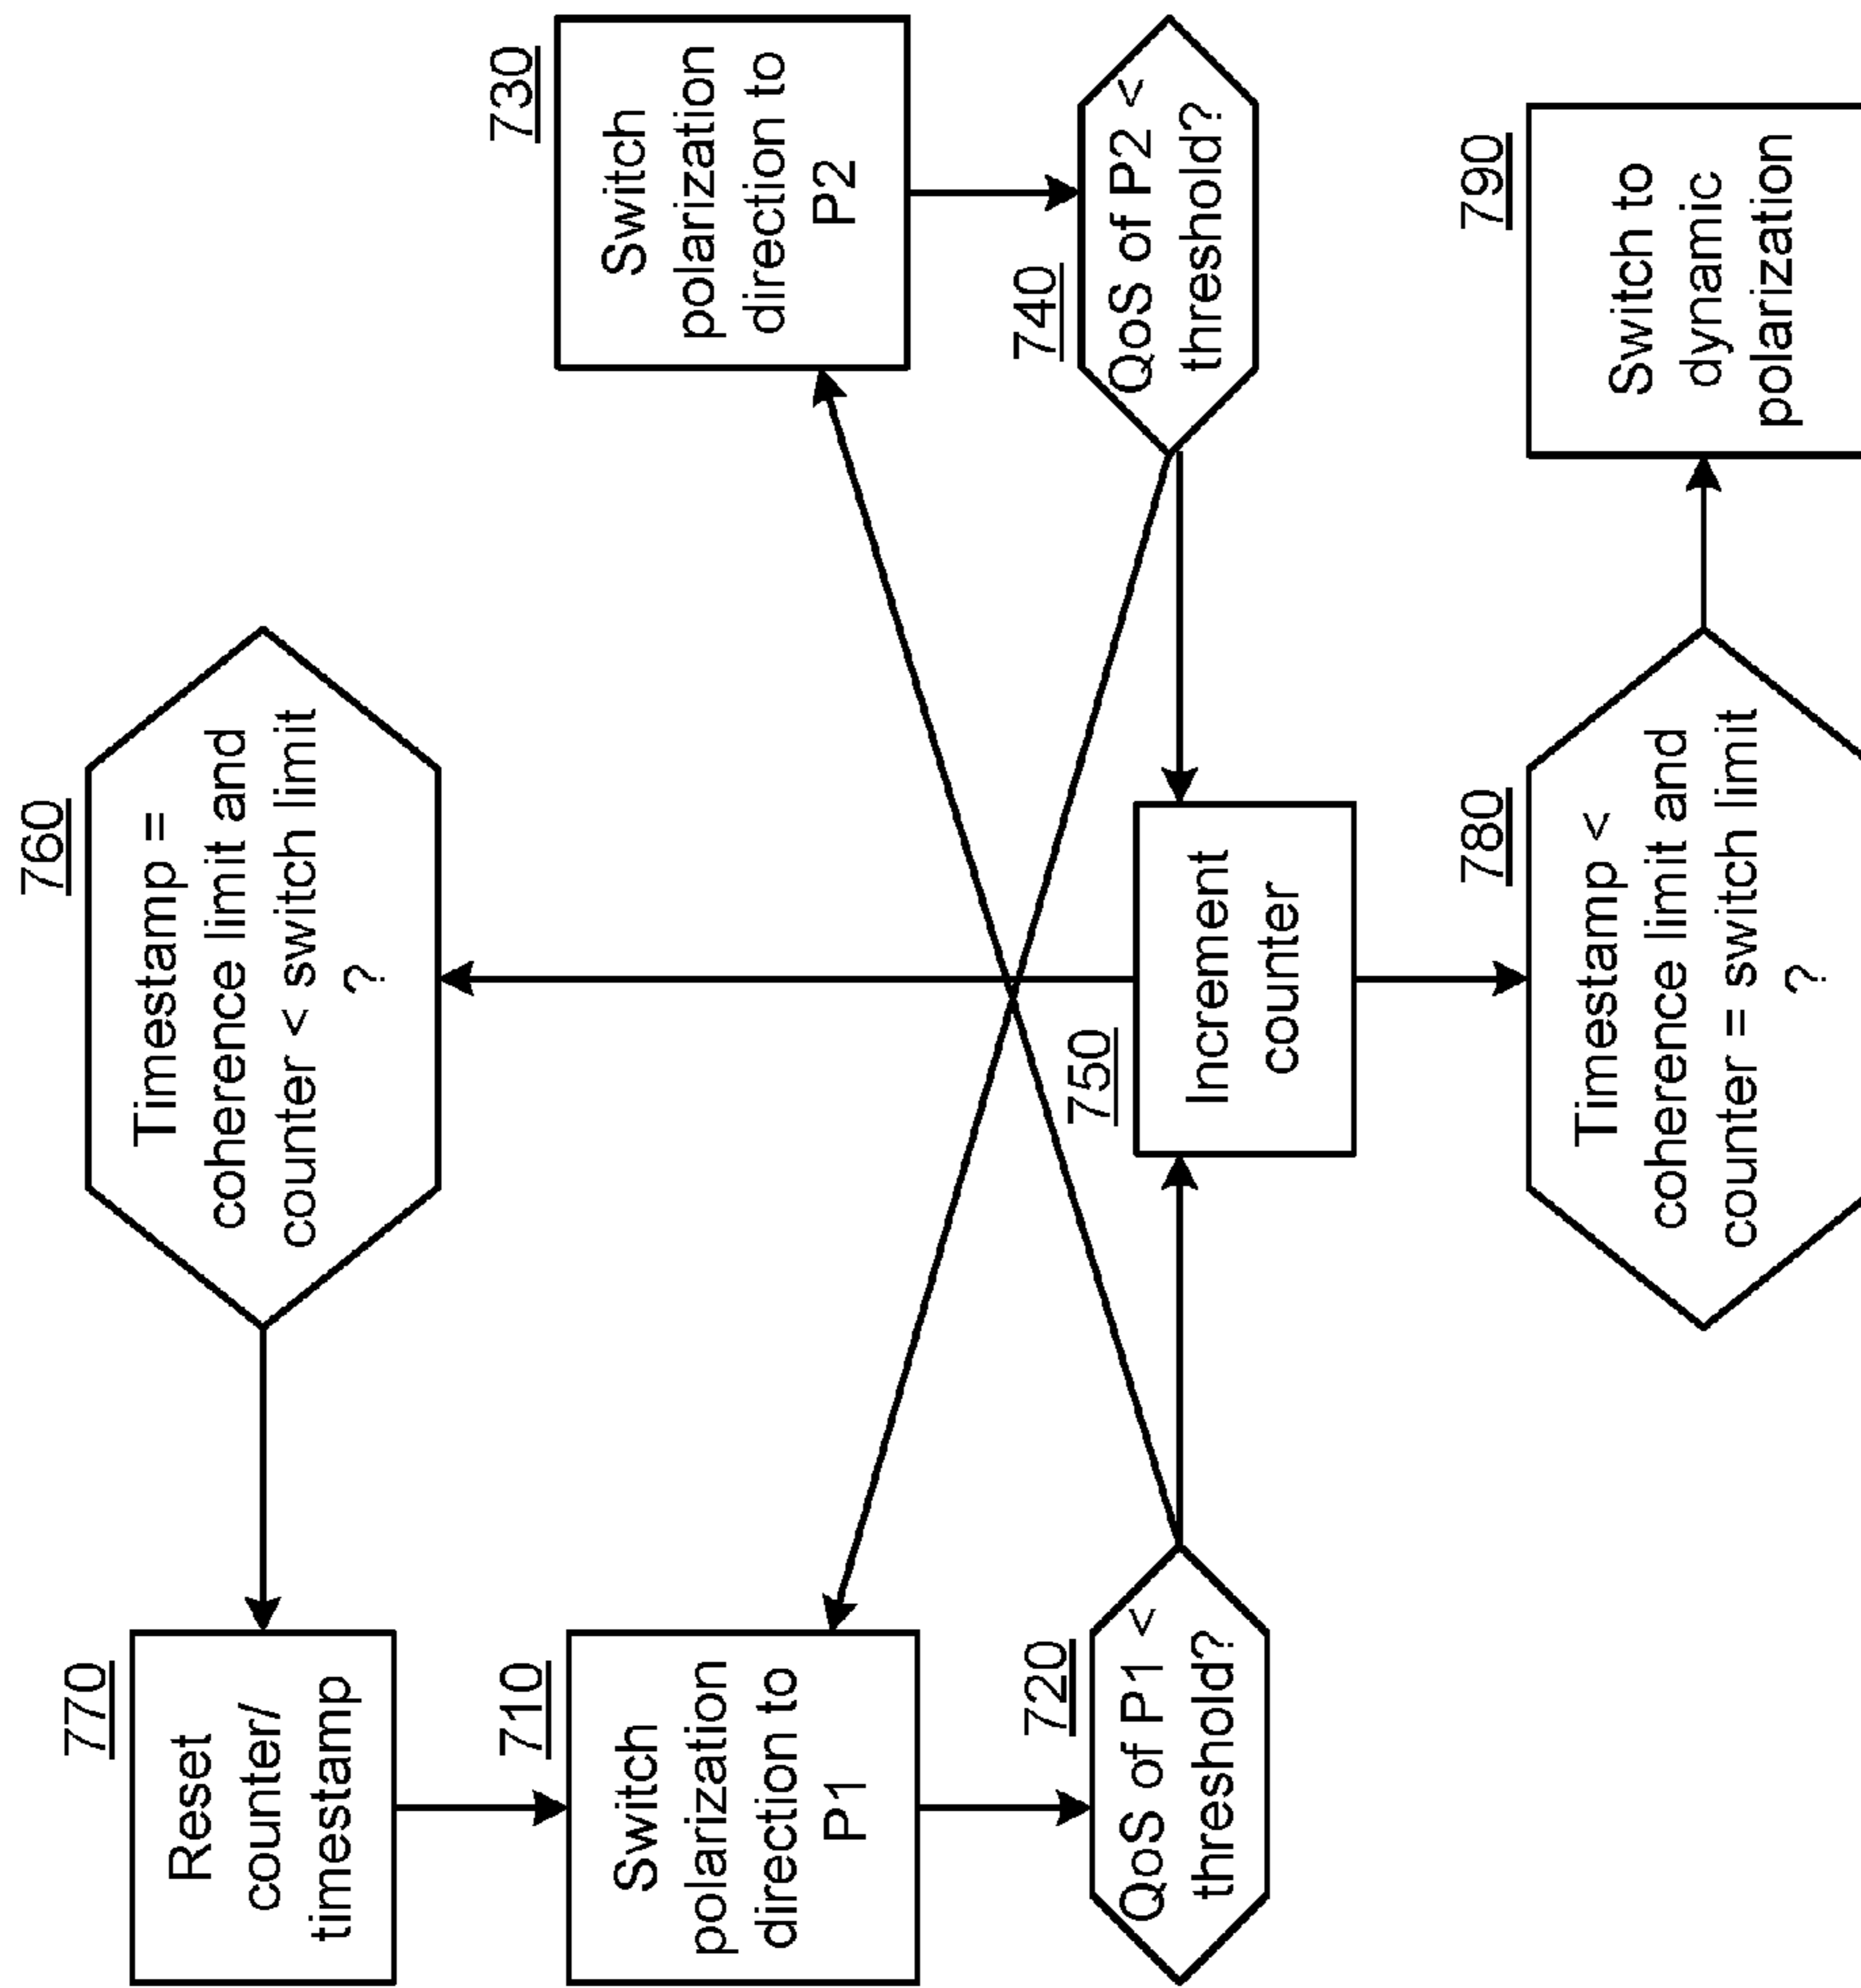 760
Timestamp =
coherence limit and
counter < switch limit
?
770
Reset
counter/
timestamp
710
Switch
polarization
direction to
P1
730
Switch
polarization
direction to
P2
720
QoS of P1 <
threshold?
750
Increment
counter
740
QoS of P2 <
threshold?
780
Timestamp <
coherence limit and
counter = switch limit
?
790
Switch to
dynamic
polarization